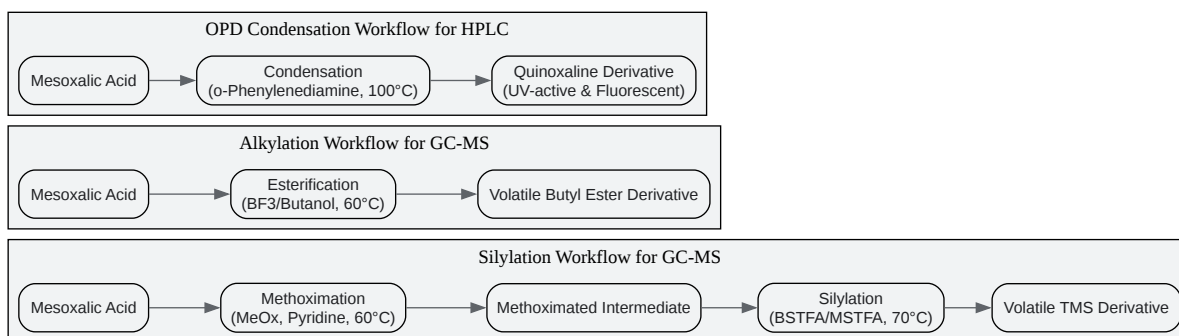 OPD Condensation Workflow for HPLC
Mesoxalic Acid
Condensation
(o-Phenylenediamine, 100°C)
Quinoxaline Derivative
(UV-active & Fluorescent)
Alkylation Workflow for GC-MS
Mesoxalic Acid
Esterification
(BF3/Butanol, 60°C)
Volatile Butyl Ester Derivative
Silylation Workflow for GC-MS
Mesoxalic Acid
Methoximation
(MeOx, Pyridine, 60°C)
Methoximated Intermediate
Silylation
(BSTFA/MSTFA, 70°C)
Volatile TMS Derivative